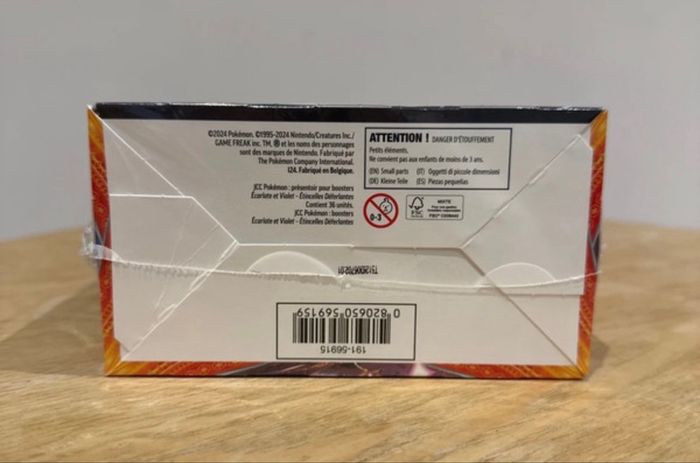 ©2024 Pokémon. ©1995-2024 Nintendo/Creatures Inc./
GAME FREAK inc. TM, ® et les noms des personnages
sont des marques de Nintendo. Fabriqué par
The Pokémon Company International.
I24. Fabriqué en Belgique.
JCC Pokémon : présentoir pour boosters
Écarlate et Violet – Étincelles Déferlantes
Contient 36 unités.
JCC Pokémon : boosters
Écarlate et Violet – Étincelles Déferlantes
ATTENTION ! DANGER D'ÉTOUFFEMENT
Petits éléments.
Ne convient pas aux enfants de moins de 3 ans.
(EN) Small parts (IT) Oggetti di piccole dimensioni
(DE) Kleine Teile (ES) Piezas pequeñas
0-3
FSC
MIXTE
0 820650 569159
191-56915